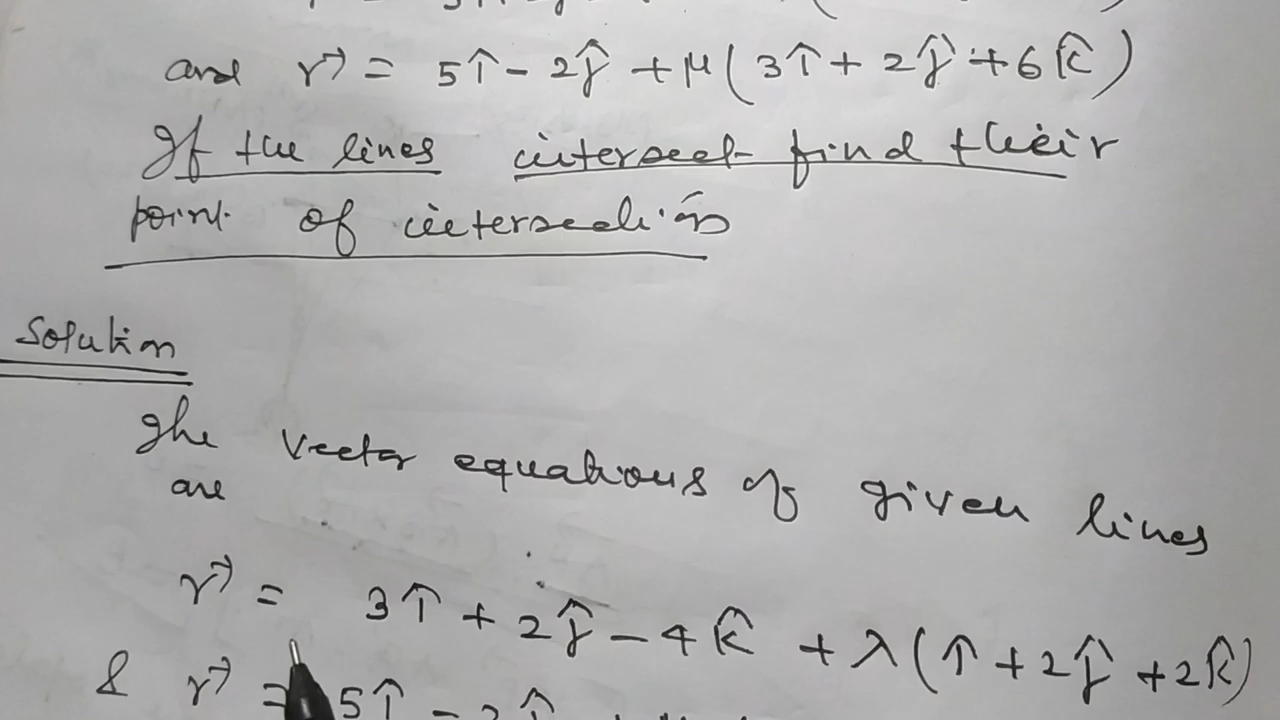 and r⃗ = 5î - 2ĵ + μ(3î + 2ĵ + 6k̂)
If the lines intersect find their
point of intersection
Solution
The vector equations of given lines
are
r⃗ = 3î + 2ĵ - 4k̂ + λ(î + 2ĵ + 2k̂)
& r⃗ = 5î - 2ĵ